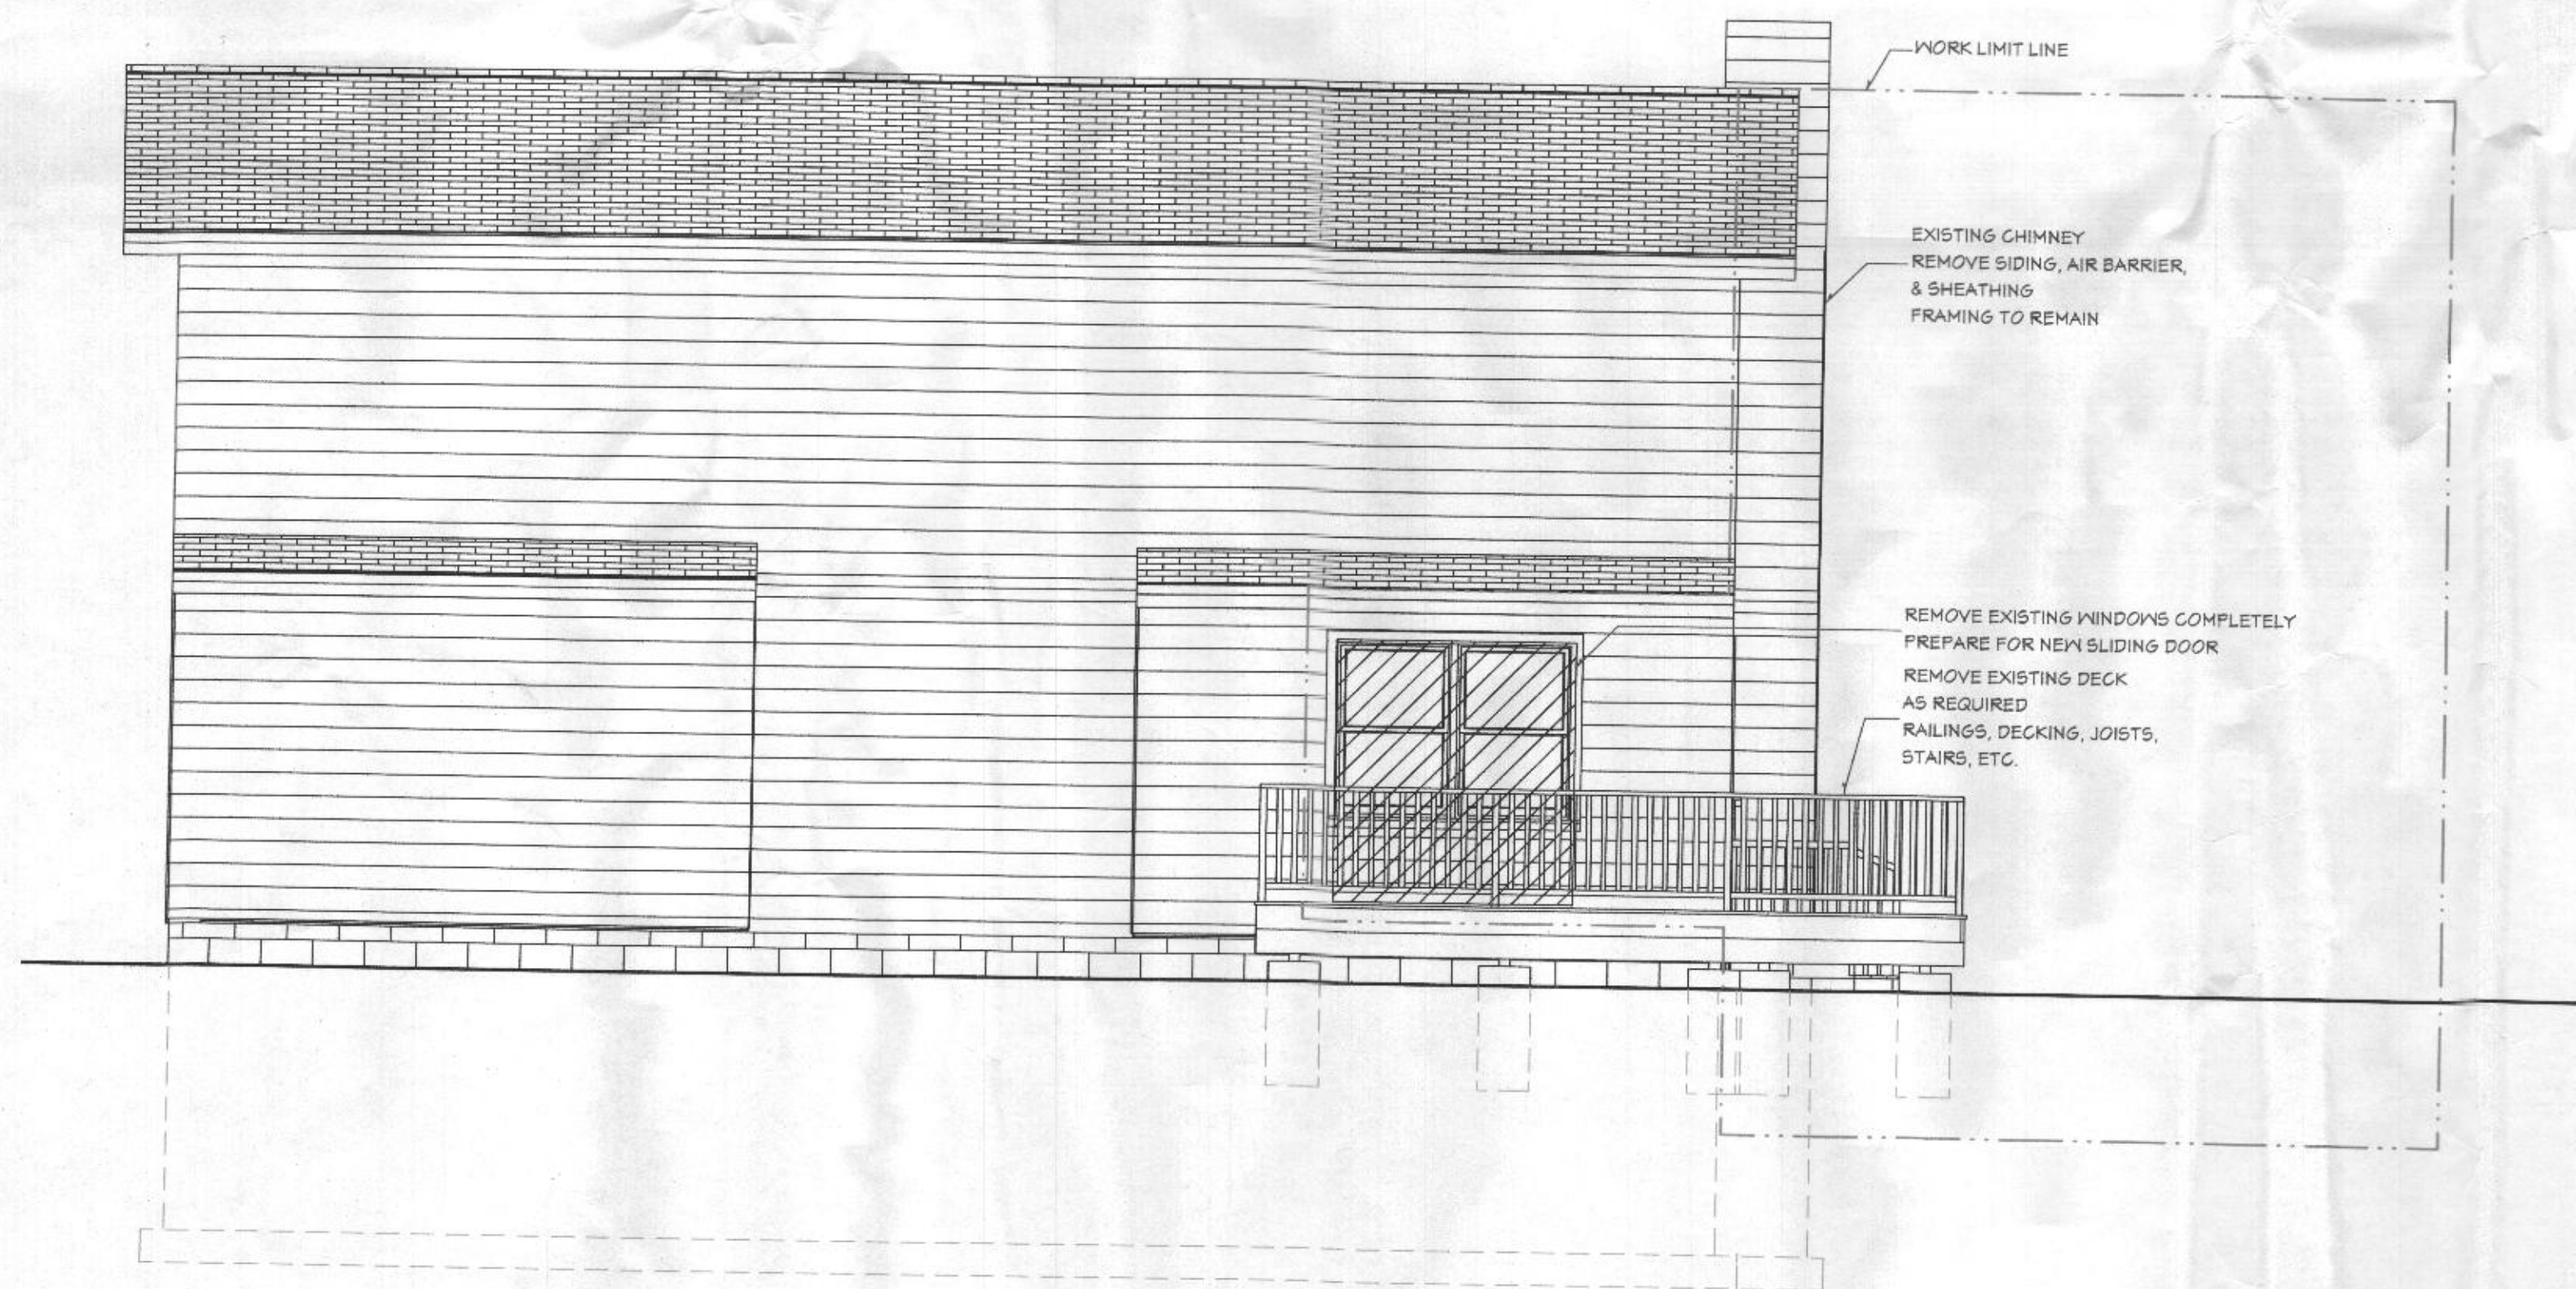 WORK LIMIT LINE
EXISTING CHIMNEY
REMOVE SIDING, AIR BARRIER,
& SHEATHING
FRAMING TO REMAIN
REMOVE EXISTING WINDOWS COMPLETELY
PREPARE FOR NEW SLIDING DOOR
REMOVE EXISTING DECK
AS REQUIRED
RAILINGS, DECKING, JOISTS,
STAIRS, ETC.